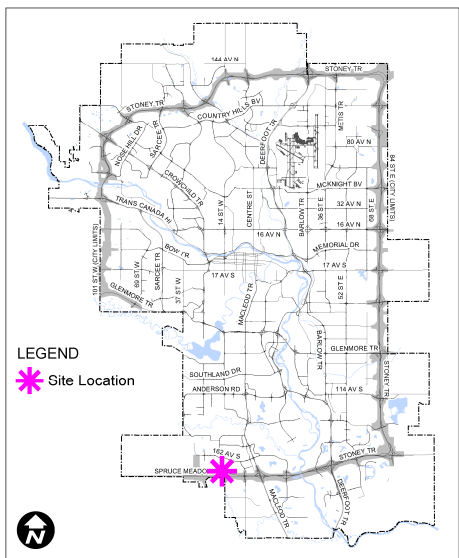 144 AV N
STONEY TR
STONEY TR
COUNTRY HILLS BV
METIS TR
NOSE HILL DR
SARCEE TR
DEERFOOT TR
80 AV N
84 ST E (CITY LIMITS)
CROWCHILD TR
MCKNIGHT BV
TRANS CANADA HI
14 ST W
CENTRE ST
BARLOW TR
36 ST E
32 AV N
68 ST E
16 AV N
16 AV N
101 ST W (CITY LIMITS)
BOW TR
MEMORIAL DR
69 ST W
SARCEE TR
37 ST W
17 AV S
17 AV S
GLENMORE TR
MACLEOD TR
52 ST E
BARLOW TR
GLENMORE TR
LEGEND
Site Location
SOUTHLAND DR
ANDERSON RD
114 AV S
STONEY TR
162 AV S
STONEY TR
SPRUCE MEADO
MACLEOD TR
DEERFOOT TR
N